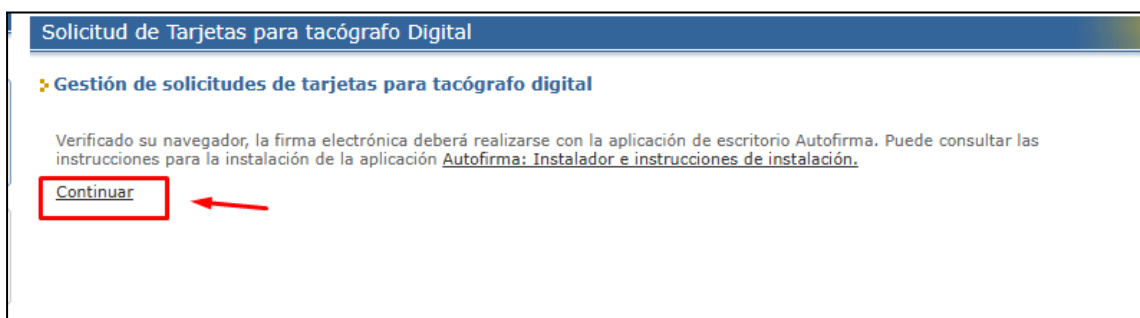 Solicitud de Tarjetas para tacógrafo Digital
Gestión de solicitudes de tarjetas para tacógrafo digital
Verificado su navegador, la firma electrónica deberá realizarse con la aplicación de escritorio Autofirma. Puede consultar las
instrucciones para la instalación de la aplicación Autofirma: Instalador e instrucciones de instalación.
Continuar